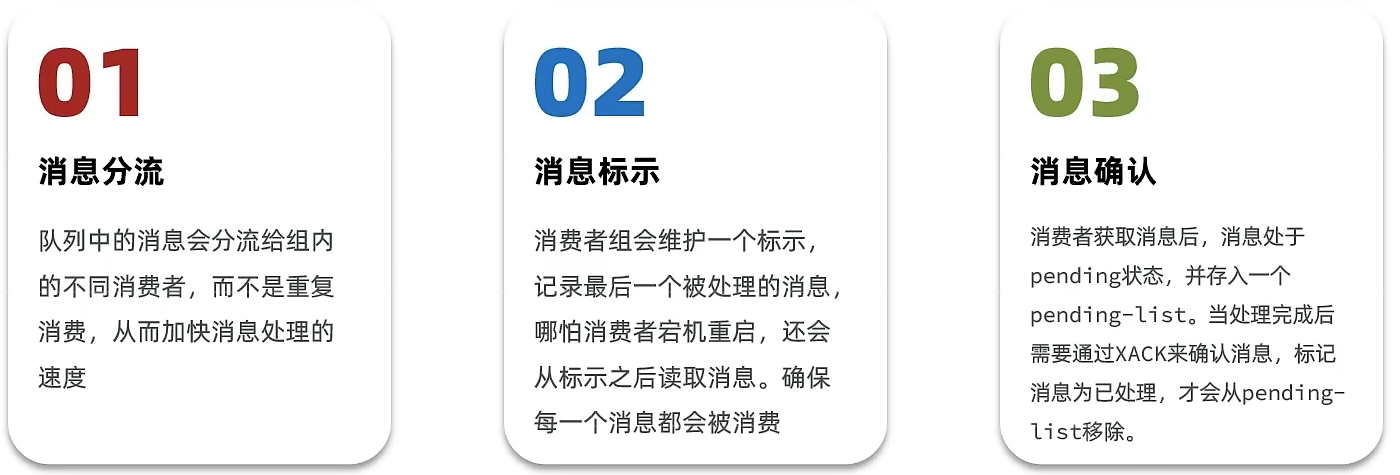 01
消息分流
队列中的消息会分流给组内
的不同消费者，而不是重复
消费，从而加快消息处理的
速度
02
消息标示
消费者组会维护一个标示，
记录最后一个被处理的消息，
哪怕消费者宕机重启，还会
从标示之后读取消息。确保
每一个消息都会被消费
03
消息确认
消费者获取消息后，消息处于
pending状态，并存入一个
pending-list。当处理完成后
需要通过XACK来确认消息，标记
消息为已处理，才会从pending-
list移除。